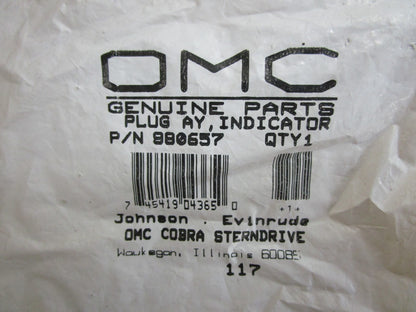 OMC
GENUINE PARTS
PLUG AY, INDICATOR
P/N 980657 QTY1
7 45419 04365 0 +1+
Johnson . Evinrude
OMC COBRA STERNDRIVE
Waukegan, Illinois 60085
117